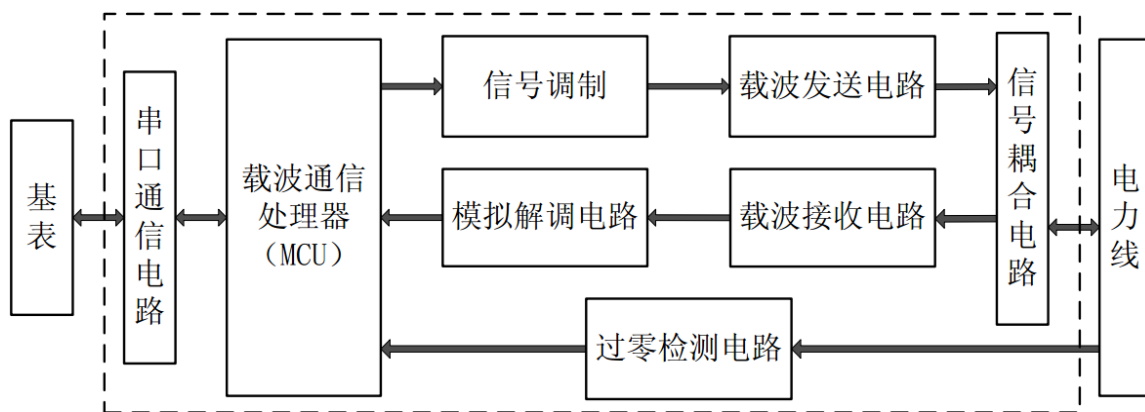 基表
串口通信电路
载波通信
处理器
（MCU）
信号调制
载波发送电路
模拟解调电路
载波接收电路
过零检测电路
信号耦合电路
电力线